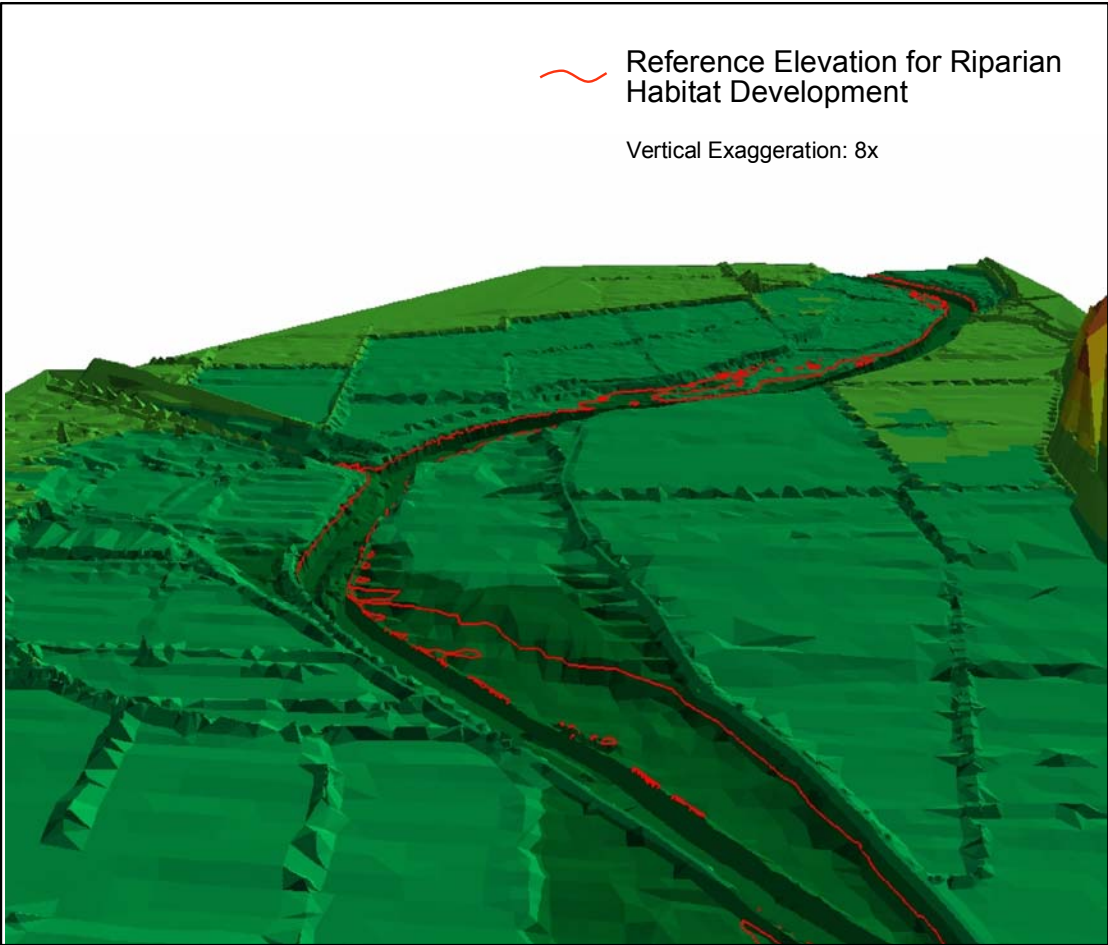 Reference Elevation for Riparian
Habitat Development
Vertical Exaggeration: 8x